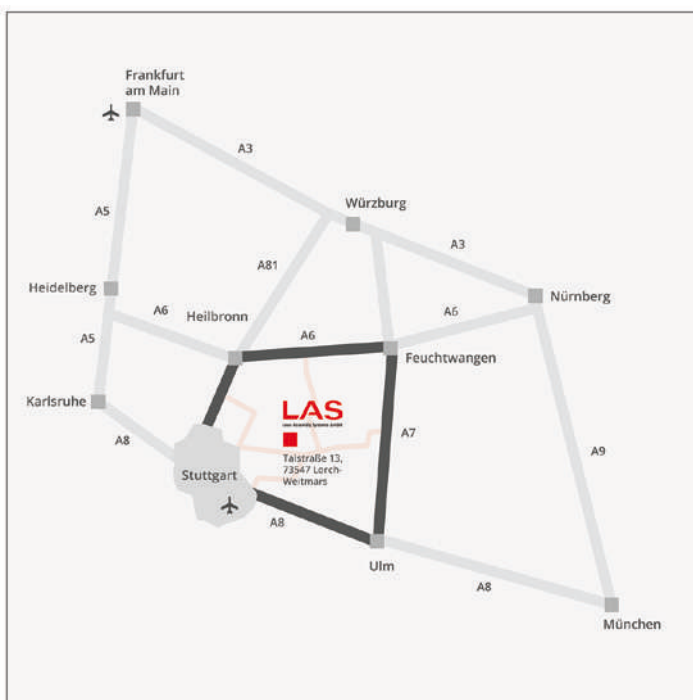 Frankfurt
am Main
A3
Würzburg
A5
A81
A3
Heidelberg
A6
Heilbronn
A6
A6
Nürnberg
A5
Feuchtwangen
Karlsruhe
LAS
A7
A8
Talstraße 13,
73547 Lorch-
Weitmars
A9
Stuttgart
A8
Ulm
A8
München